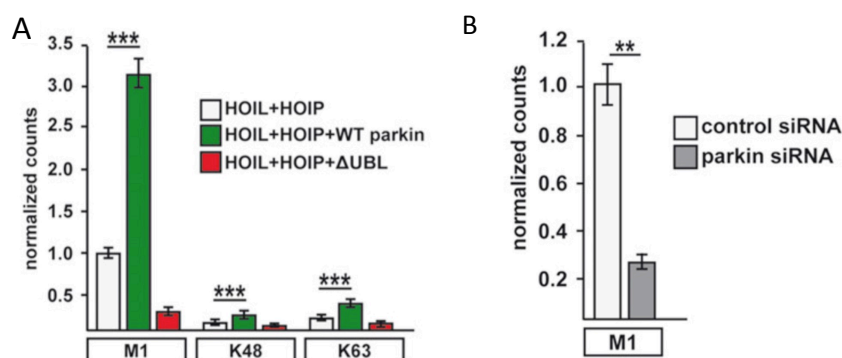 A
normalized counts
3.5
3.0
2.5
2.0
1.5
1.0
0.5
***
***
***
HOIL+HOIP
HOIL+HOIP+WT parkin
HOIL+HOIP+ΔUBL
M1
K48
K63
B
normalized counts
1.2
1.0
0.8
0.6
0.4
0.2
**
control siRNA
parkin siRNA
M1